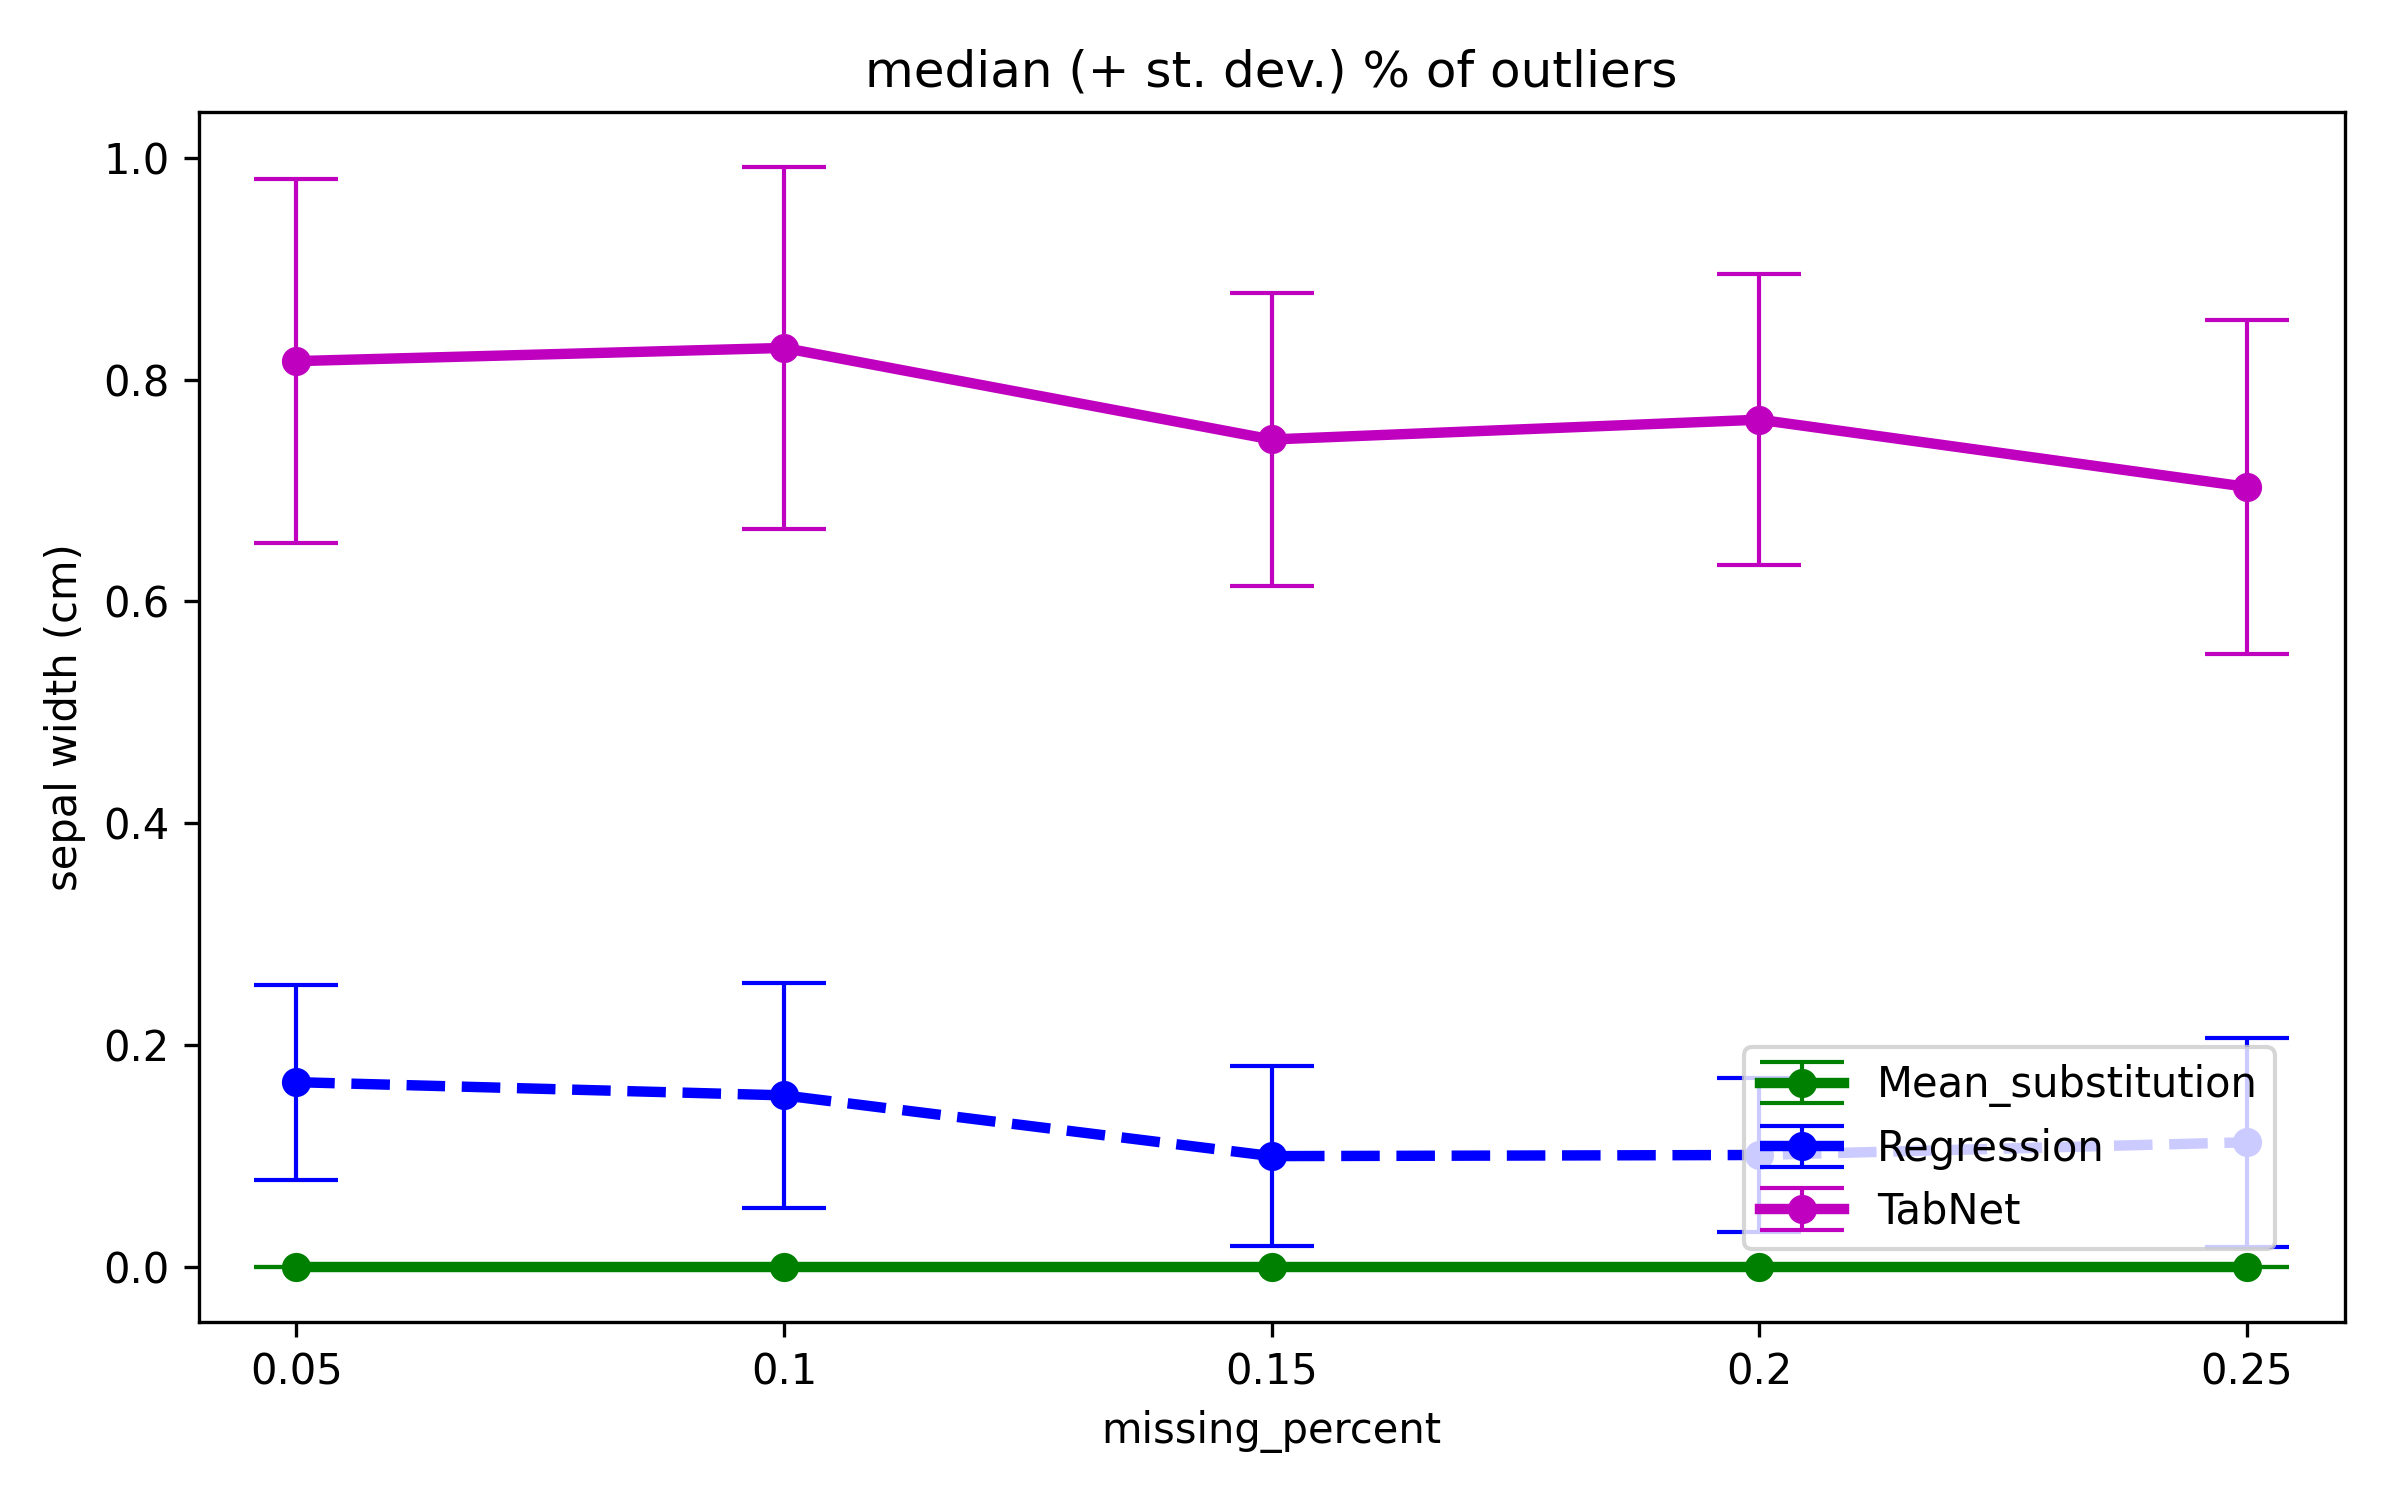 median (+ st. dev.) % of outliers
1.0
0.8
0.6
0.4
0.2
0.0
sepal width (cm)
Mean_substitution
Regression
TabNet
0.05 0.1 0.15 0.2 0.25
missing_percent